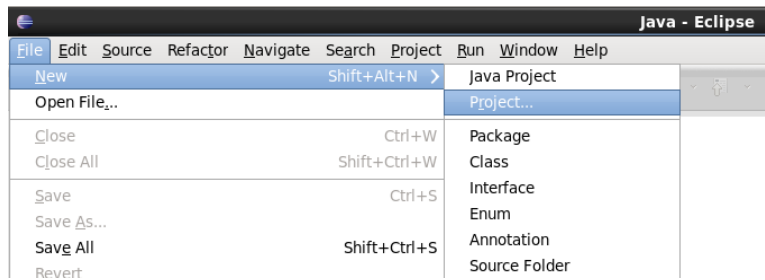 Java - Eclipse
File Edit Source Refactor Navigate Search Project Run Window Help
New Shift+Alt+N
Open File...
Close Ctrl+W
Close All Shift+Ctrl+W
Save Ctrl+S
Save As...
Save All Shift+Ctrl+S
Revert
Java Project
Project...
Package
Class
Interface
Enum
Annotation
Source Folder